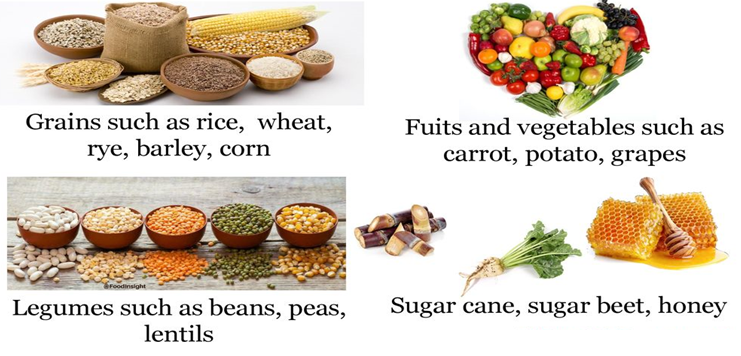 Grains such as rice,  wheat,
rye, barley, corn
Fuits and vegetables such as
carrot, potato, grapes
@FoodInsight
Legumes such as beans, peas,
lentils
Sugar cane, sugar beet, honey